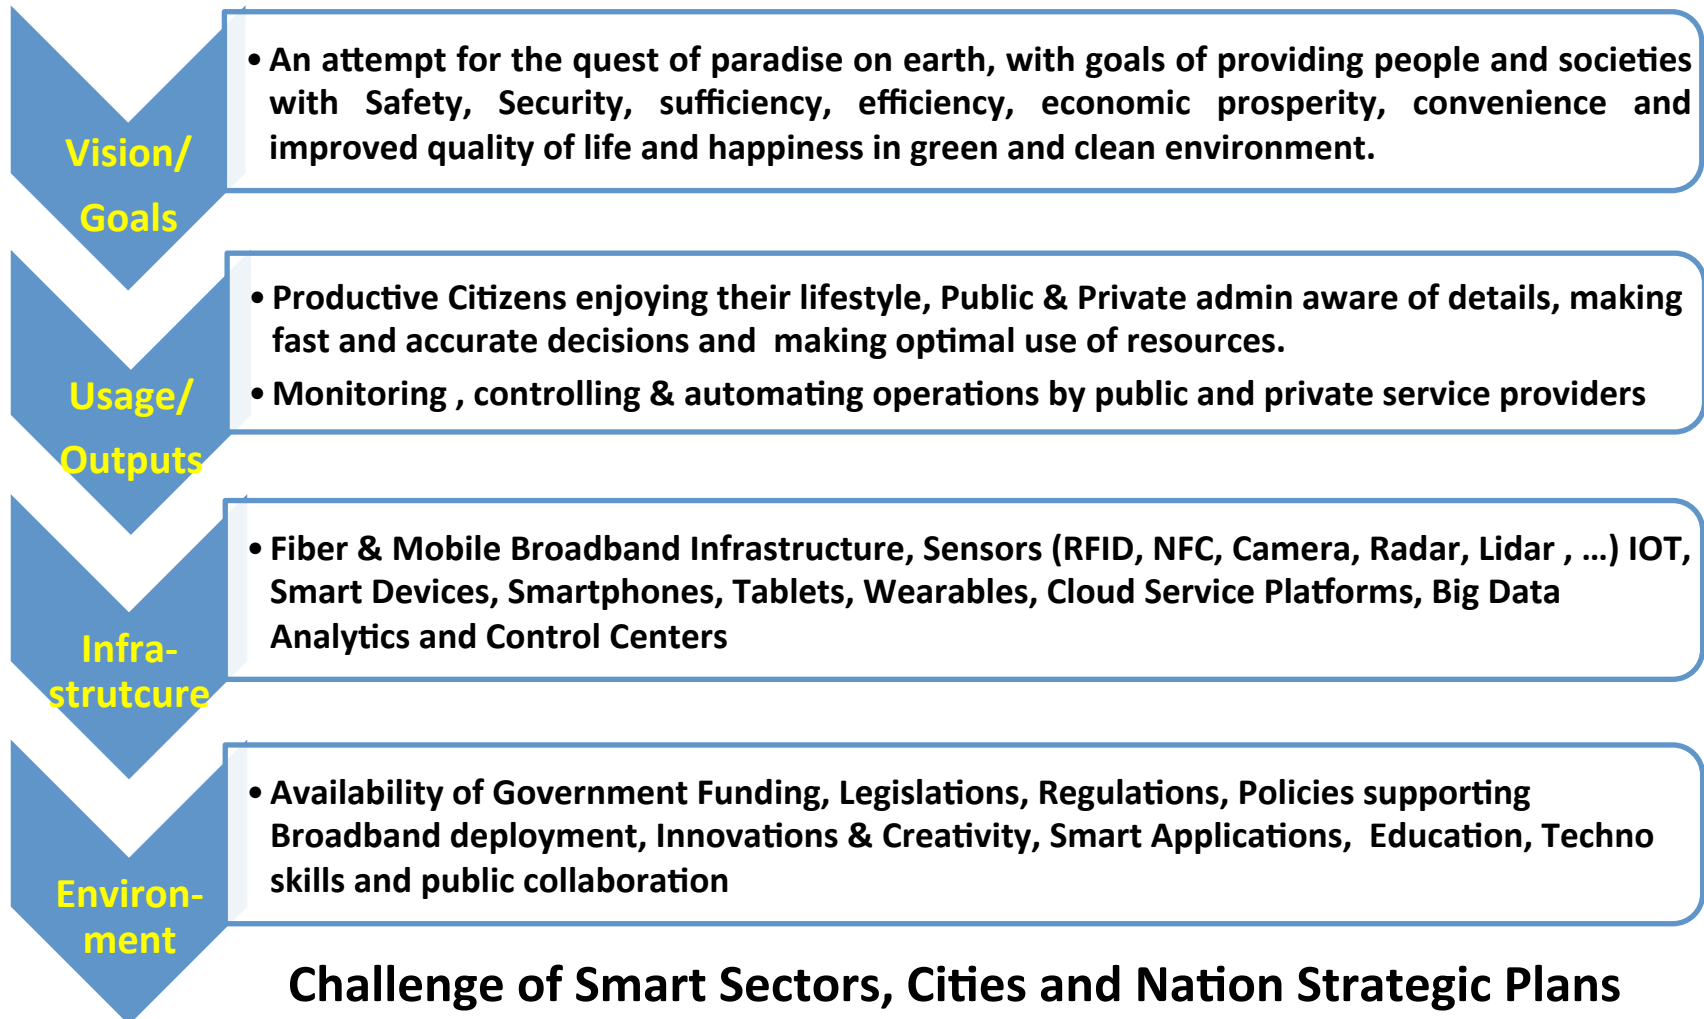 Vision/
Goals
• An attempt for the quest of paradise on earth, with goals of providing people and societies
with Safety, Security, sufficiency, efficiency, economic prosperity, convenience and
improved quality of life and happiness in green and clean environment.
Usage/
Outputs
• Productive Citizens enjoying their lifestyle, Public & Private admin aware of details, making
fast and accurate decisions and making optimal use of resources.
• Monitoring , controlling & automating operations by public and private service providers
Infra-
strutcure
• Fiber & Mobile Broadband Infrastructure, Sensors (RFID, NFC, Camera, Radar, Lidar , ...) IOT,
Smart Devices, Smartphones, Tablets, Wearables, Cloud Service Platforms, Big Data
Analytics and Control Centers
Environ-
ment
• Availability of Government Funding, Legislations, Regulations, Policies supporting
Broadband deployment, Innovations & Creativity, Smart Applications, Education, Techno
skills and public collaboration
Challenge of Smart Sectors, Cities and Nation Strategic Plans